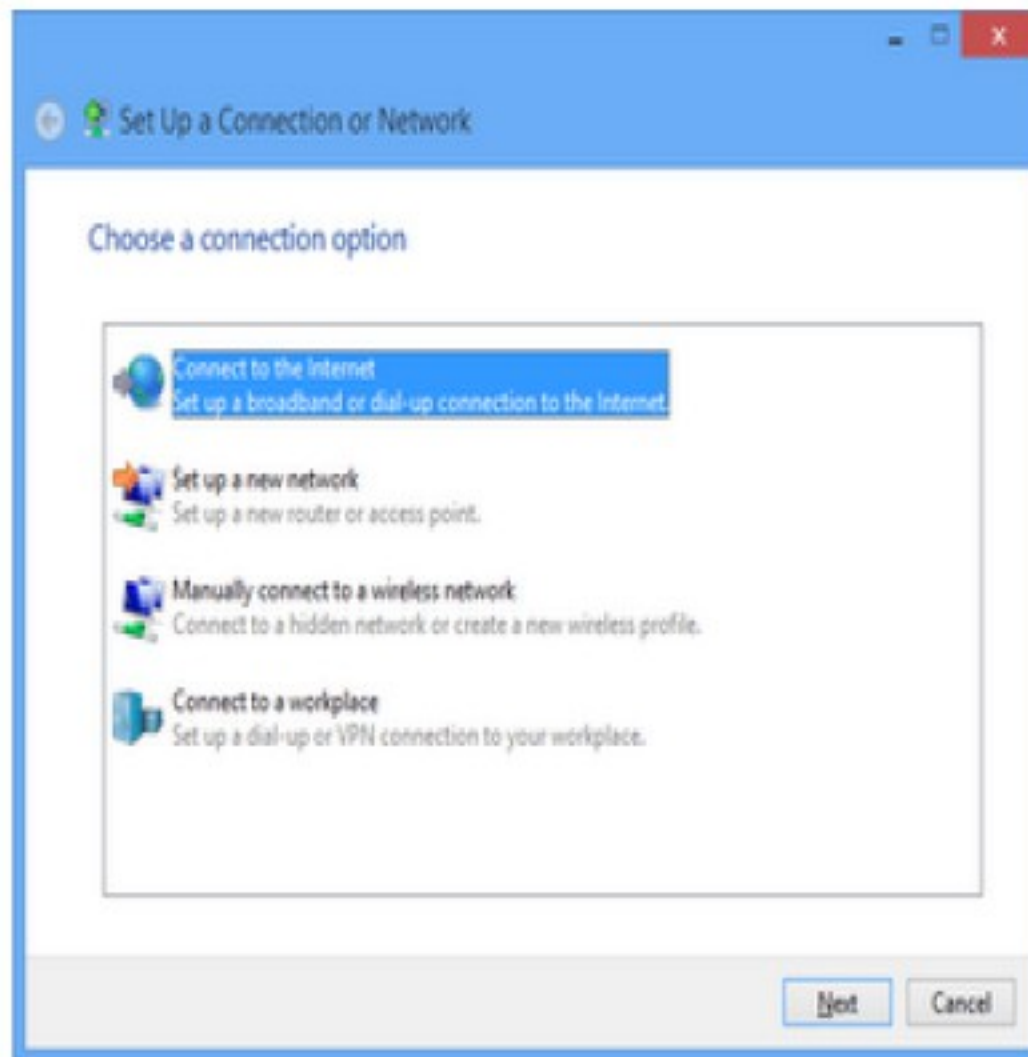 Set Up a Connection or Network
Choose a connection option
Connect to the Internet
Set up a broadband or dial-up connection to the Internet.
Set up a new network
Set up a new router or access point.
Manually connect to a wireless network
Connect to a hidden network or create a new wireless profile.
Connect to a workplace
Set up a dial-up or VPN connection to your workplace.
Next
Cancel